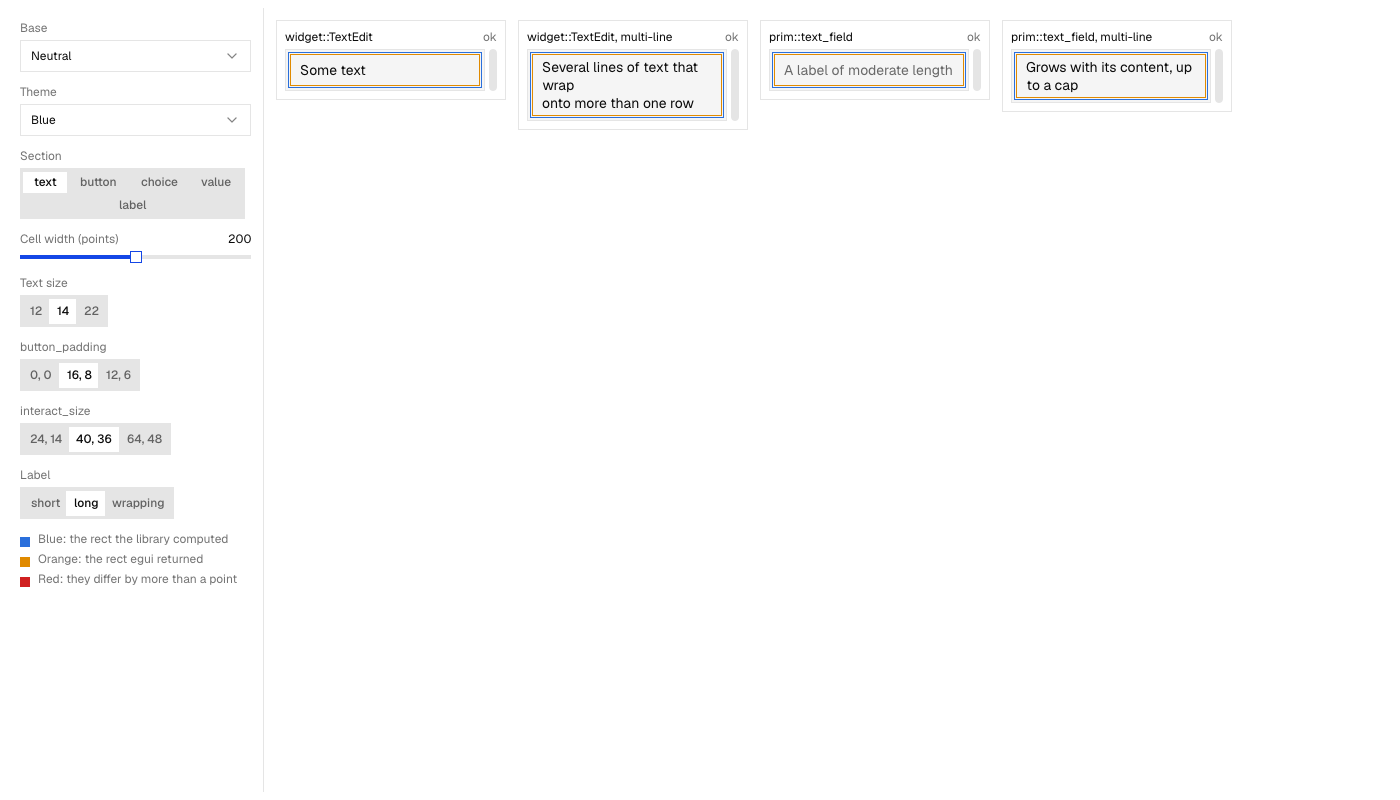 Base
Neutral
Theme
Blue
Section
text button choice value
label
Cell width (points) 200
Text size
12 14 22
button_padding
0, 0 16, 8 12, 6
interact_size
24, 14 40, 36 64, 48
Label
short long wrapping
Blue: the rect the library computed
Orange: the rect egui returned
Red: they differ by more than a point
widget::TextEdit ok
Some text
widget::TextEdit, multi-line ok
Several lines of text that
wrap
onto more than one row
prim::text_field ok
A label of moderate length
prim::text_field, multi-line ok
Grows with its content, up
to a cap